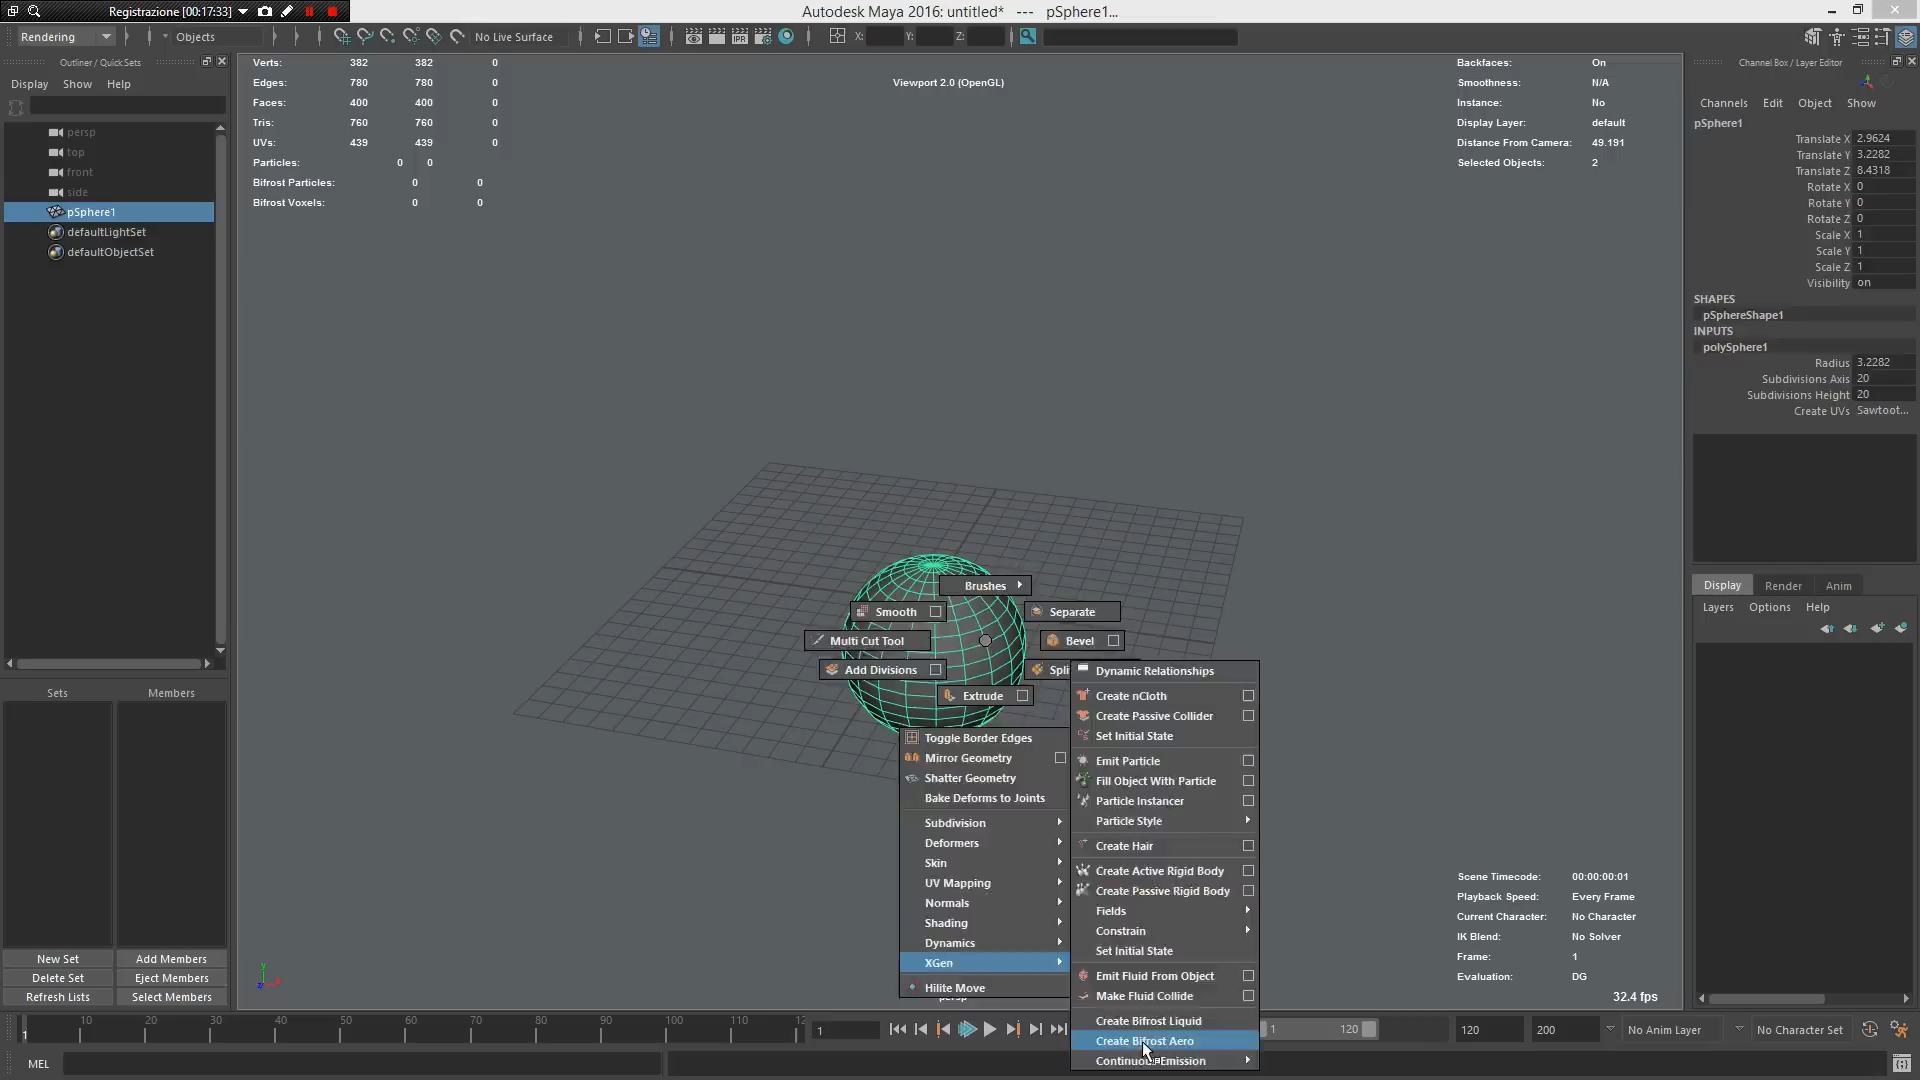 Registrazione [00:17:33]
Autodesk Maya 2016: untitled* --- pSphere1...
Rendering
Objects
No Live Surface
X:
Y:
Z:
Outliner / Quick Sets
Display
Show
Help
persp
top
front
side
pSphere1
defaultLightSet
defaultObjectSet
Sets
Members
New Set
Add Members
Delete Set
Eject Members
Refresh Lists
Select Members
Verts: 382 382 0
Edges: 780 780 0
Faces: 400 400 0
Tris: 760 760 0
UVs: 439 439 0
Particles: 0 0
Bifrost Particles: 0 0
Bifrost Voxels: 0 0
Viewport 2.0 (OpenGL)
Backfaces: On
Smoothness: N/A
Instance: No
Display Layer: default
Distance From Camera: 49.191
Selected Objects: 2
Brushes
Smooth
Separate
Multi Cut Tool
Bevel
Add Divisions
Extrude
Toggle Border Edges
Mirror Geometry
Shatter Geometry
Bake Deforms to Joints
Subdivision
Deformers
Skin
UV Mapping
Normals
Shading
Dynamics
XGen
Hilite Move
Dynamic Relationships
Create nCloth
Create Passive Collider
Set Initial State
Emit Particle
Fill Object With Particle
Particle Instancer
Particle Style
Create Hair
Create Active Rigid Body
Create Passive Rigid Body
Fields
Constrain
Set Initial State
Emit Fluid From Object
Make Fluid Collide
Create Bifrost Liquid
Create Bifrost Aero
Scene Timecode: 00:00:00:01
Playback Speed: Every Frame
Current Character: No Character
IK Blend: No Solver
Frame: 1
Evaluation: DG
32.4 fps
Channel Box / Layer Editor
Channels
Edit
Object
Show
pSphere1
Translate X 2.9624
Translate Y 3.2282
Translate Z 8.4318
Rotate X 0
Rotate Y 0
Rotate Z 0
Scale X 1
Scale Y 1
Scale Z 1
Visibility on
SHAPES
pSphereShape1
INPUTS
polySphere1
Radius 3.2282
Subdivisions Axis 20
Subdivisions Height 20
Create UVs Sawtoot...
Display
Render
Anim
Layers
Options
Help
1
10 20 30 40 50 60 70 80 90 100 110
1
1
120
120
200
No Anim Layer
No Character Set
MEL